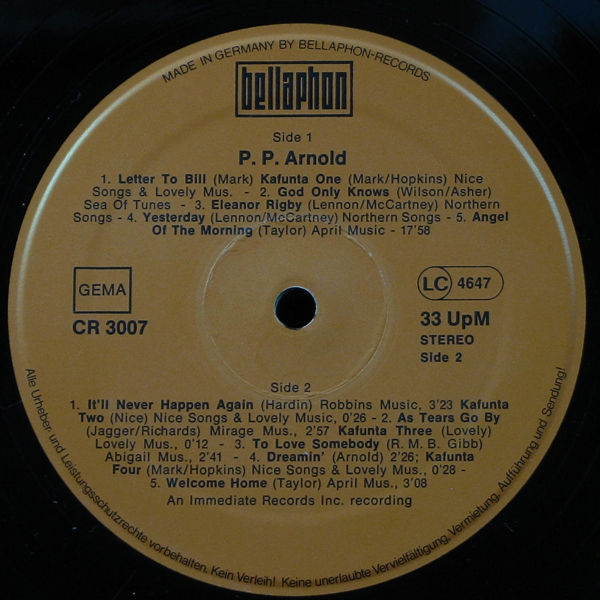 MADE IN GERMANY BY BELLAPHON-RECORDS
bellaphon
Side 1
P. P. Arnold
1. Letter To Bill (Mark) Kafunta One (Mark/Hopkins) Nice
Songs & Lovely Mus. - 2. God Only Knows (Wilson/Asher)
Sea Of Tunes - 3. Eleanor Rigby (Lennon/McCartney) Northern
Songs - 4. Yesterday (Lennon/McCartney) Northern Songs - 5. Angel
Of The Morning (Taylor) April Music - 17'58
GEMA
LC 4647
CR 3007
33 UpM
STEREO
Side 2
Side 2
1. It'll Never Happen Again (Hardin) Robbins Music, 3'23 Kafunta
Two (Nice) Nice Songs & Lovely Music, 0'26 - 2. As Tears Go By
(Jagger/Richards) Mirage Mus., 2'57 Kafunta Three (Lovely)
Lovely Mus., 0'12 - 3. To Love Somebody (R. M. B. Gibb)
Abigail Mus., 2'41 - 4. Dreamin' (Arnold) 2'26; Kafunta
Four (Mark/Hopkins) Nice Songs & Lovely Mus., 0'28 -
5. Welcome Home (Taylor) April Mus., 3'08
An Immediate Records Inc. recording
Alle Urheber- und Leistungsschutzrechte vorbehalten. Kein Verleih! Keine unerlaubte Vervielfältigung, Vermietung, Aufführung und Sendung!